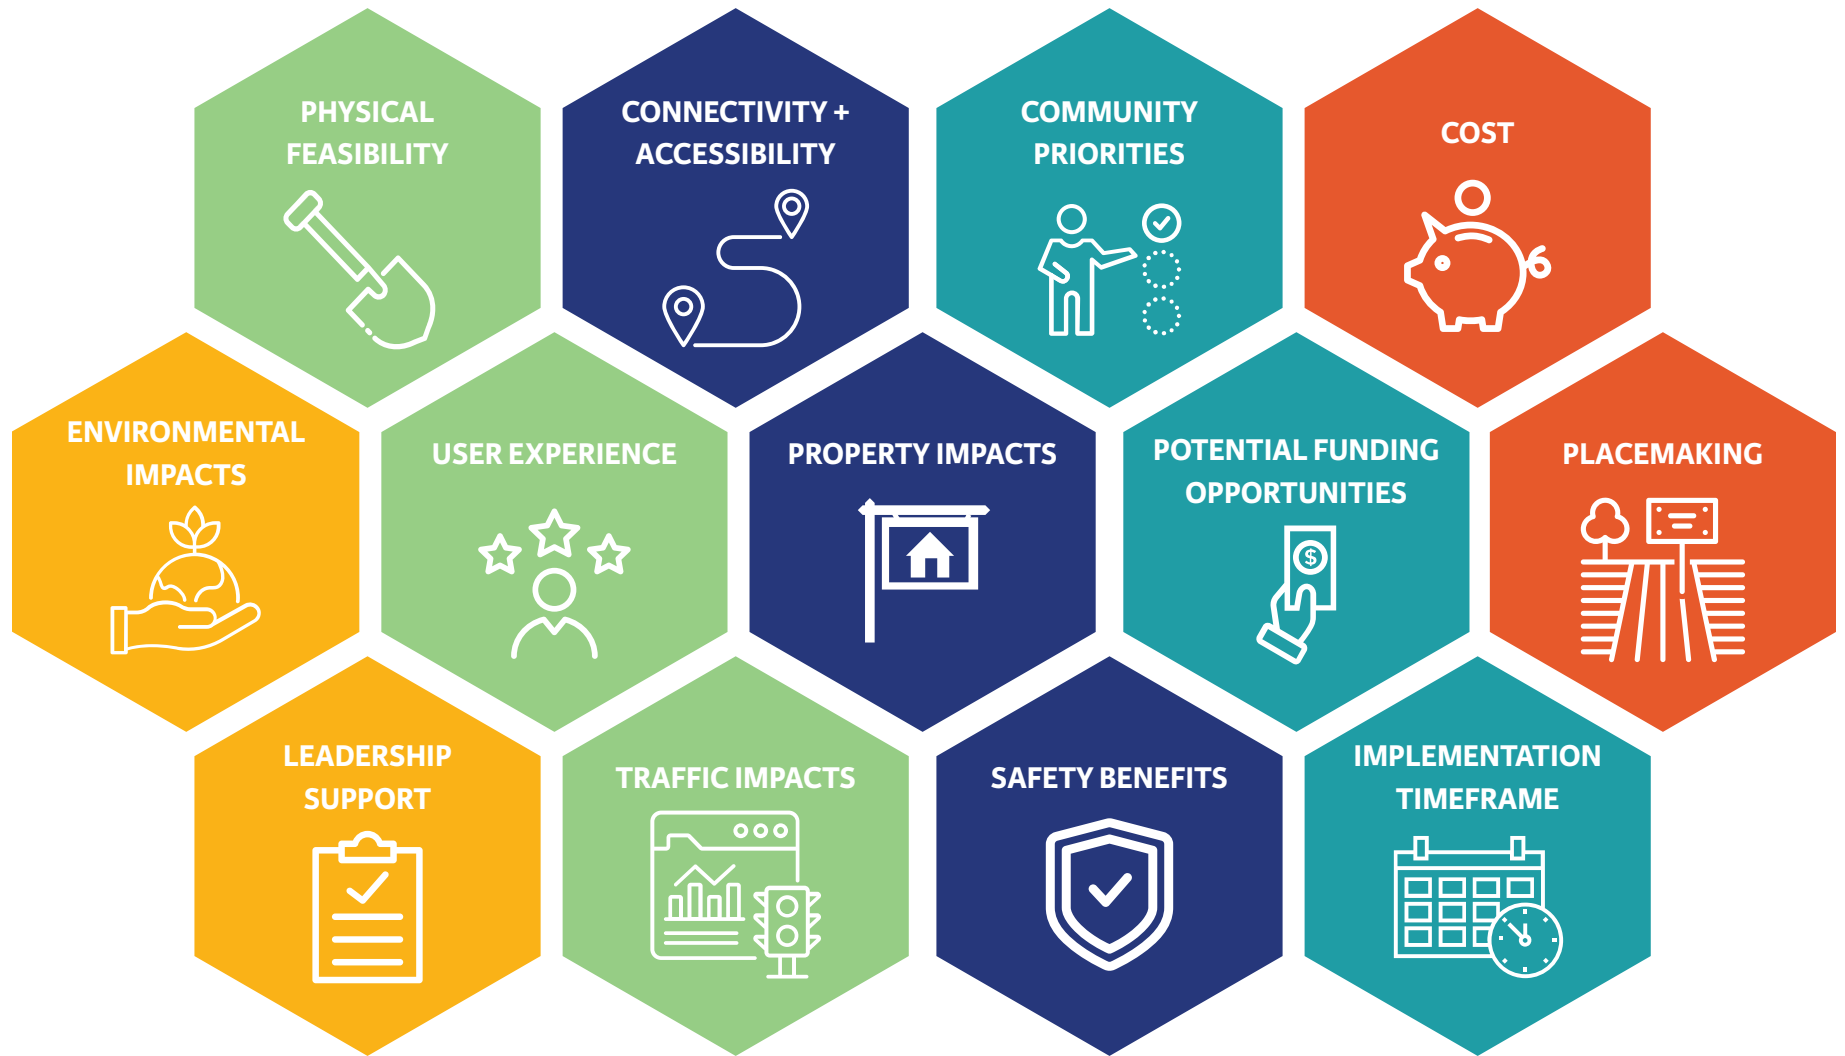 PHYSICAL
FEASIBILITY
CONNECTIVITY +
ACCESSIBILITY
COMMUNITY
PRIORITIES
COST
ENVIRONMENTAL
IMPACTS
USER EXPERIENCE
PROPERTY IMPACTS
POTENTIAL FUNDING
OPPORTUNITIES
$
PLACEMAKING
LEADERSHIP
SUPPORT
TRAFFIC IMPACTS
SAFETY BENEFITS
IMPLEMENTATION
TIMEFRAME